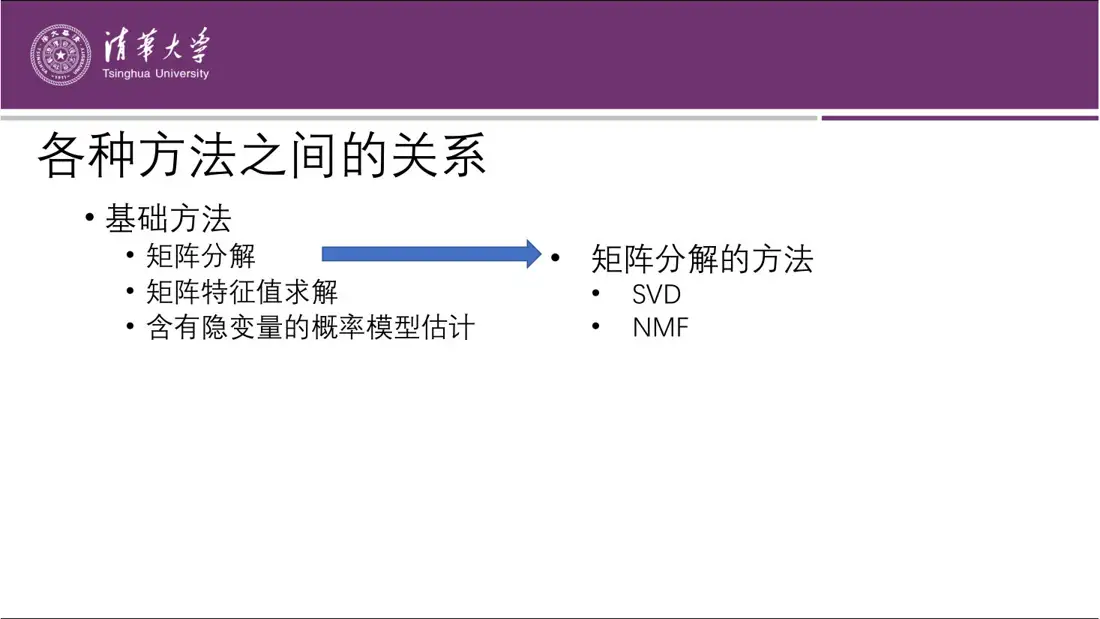 清华大学
Tsinghua University
各种方法之间的关系
• 基础方法
• 矩阵分解
• 矩阵特征值求解
• 含有隐变量的概率模型估计
• 矩阵分解的方法
• SVD
• NMF